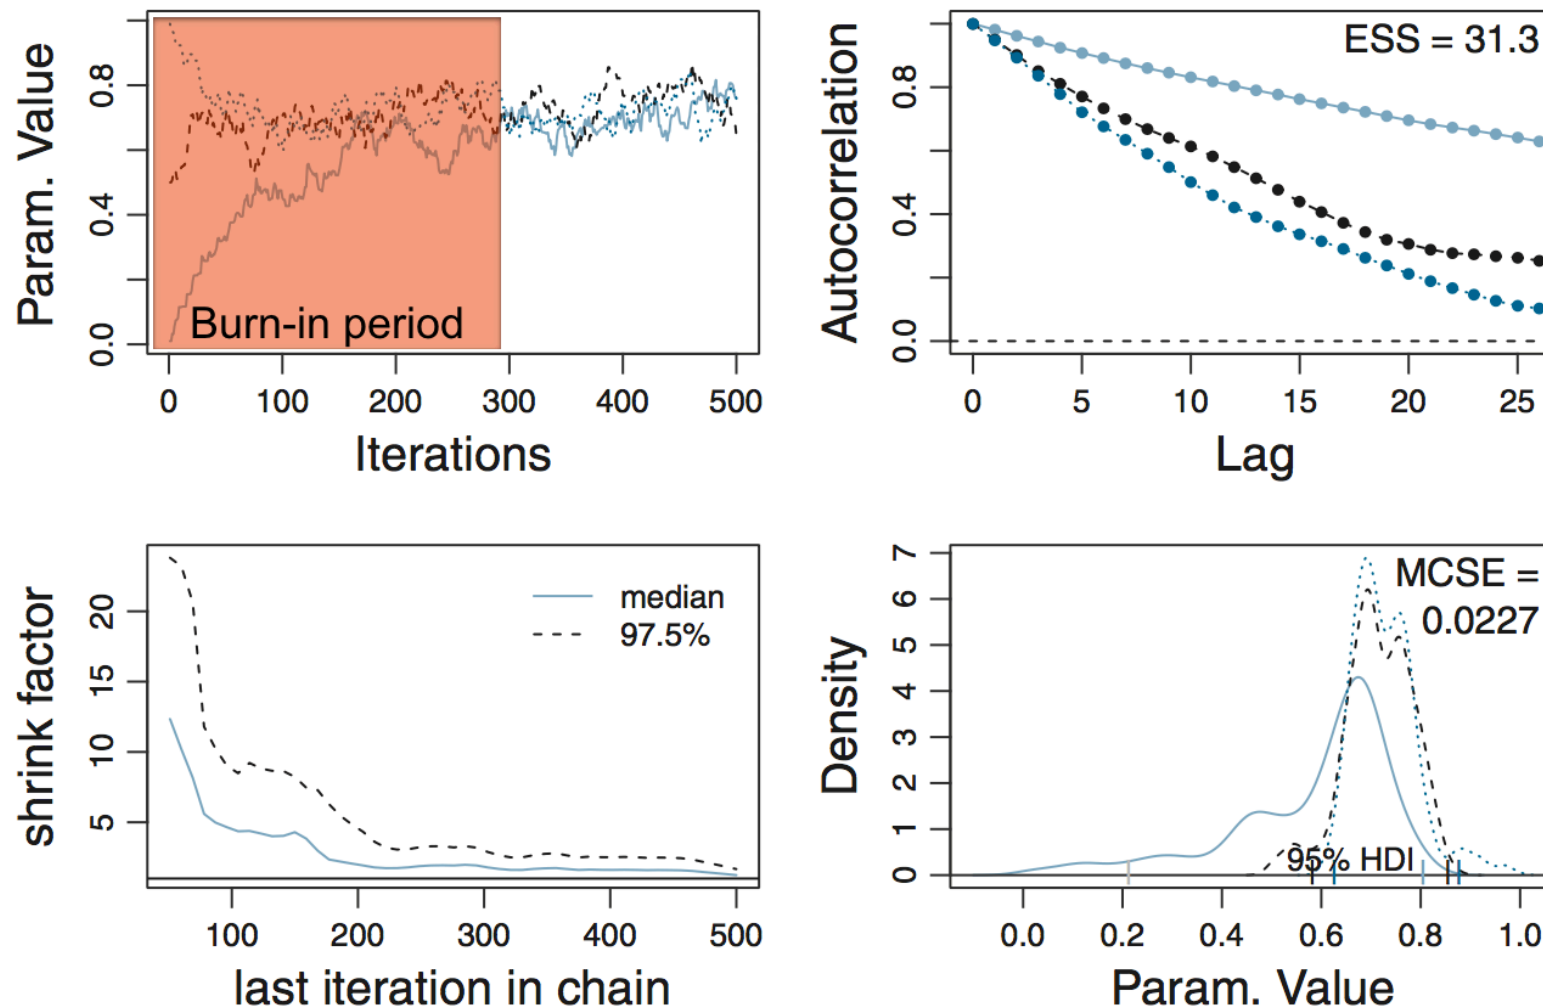 Param. Value
0.8
0.4
0.0
Burn-in period
0 100 200 300 400 500
Iterations
Autocorrelation
0.8
0.4
0.0
ESS = 31.3
0 5 10 15 20 25
Lag
shrink factor
20
15
10
5
median
97.5%
100 200 300 400 500
last iteration in chain
Density
7
6
5
4
3
2
1
0
MCSE =
0.0227
95% HDI
0.0 0.2 0.4 0.6 0.8 1.0
Param. Value